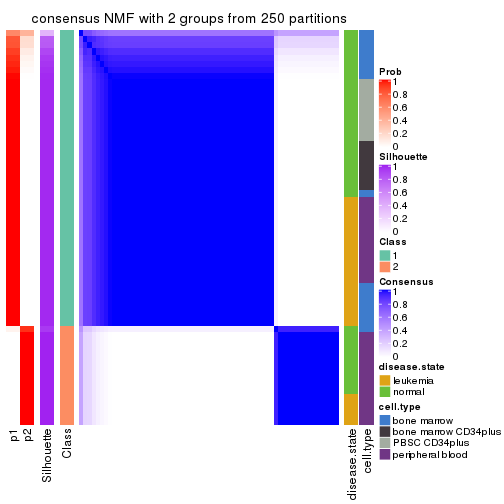 consensus NMF with 2 groups from 250 partitions
Prob
1
0.8
0.6
0.4
0.2
0
Silhouette
1
0.8
0.6
0.4
0.2
0
Class
1
2
Consensus
1
0.8
0.6
0.4
0.2
0
disease.state
leukemia
normal
cell.type
bone marrow
bone marrow CD34plus
PBSC CD34plus
peripheral blood
p1
p2
Silhouette
Class
disease.state
cell.type